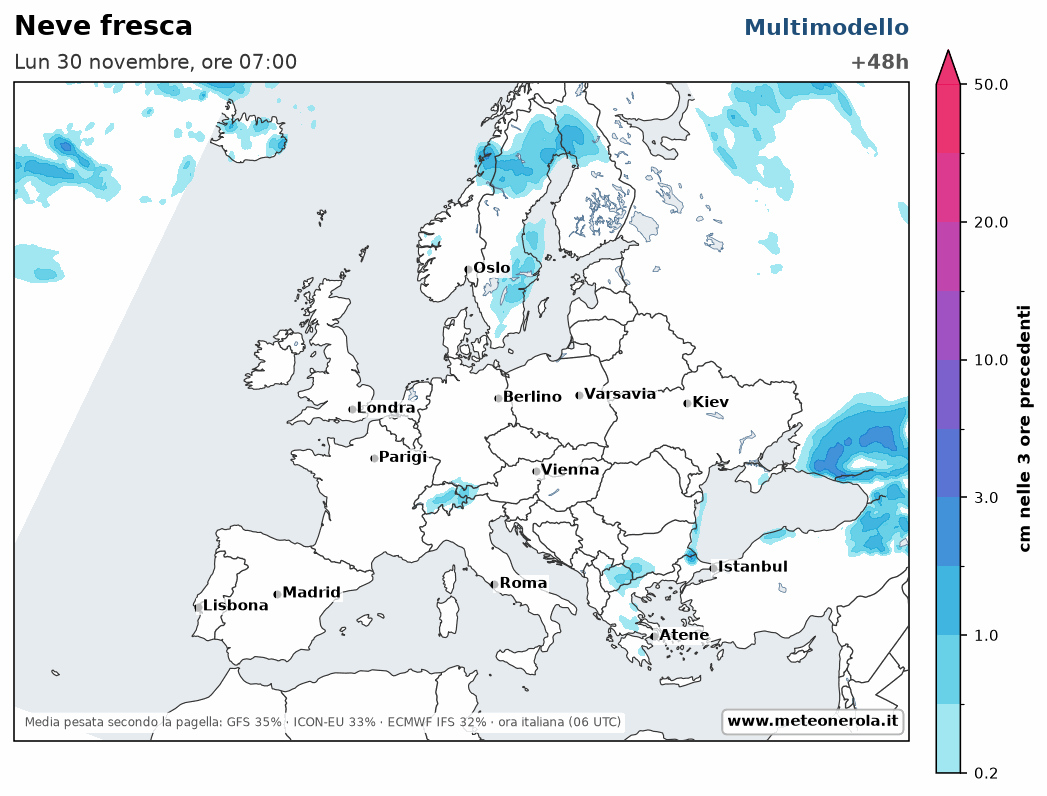 Neve fresca
Multimodello
Lun 30 novembre, ore 07:00
+48h
50.0
20.0
10.0
3.0
1.0
0.2
cm nelle 3 ore precedenti
Oslo
Berlino
Varsavia
Kiev
Londra
Parigi
Vienna
Istanbul
Roma
Madrid
Lisbona
Atene
Media pesata secondo la pagella: GFS 35% · ICON-EU 33% · ECMWF IFS 32% · ora italiana (06 UTC)
www.meteonerola.it